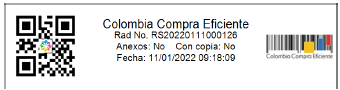 Colombia Compra Eficiente
Rad No. RS20220111000126
Anexos: No Con copia: No
Fecha: 11/01/2022 09:18:09
Colombia Compra Eficiente